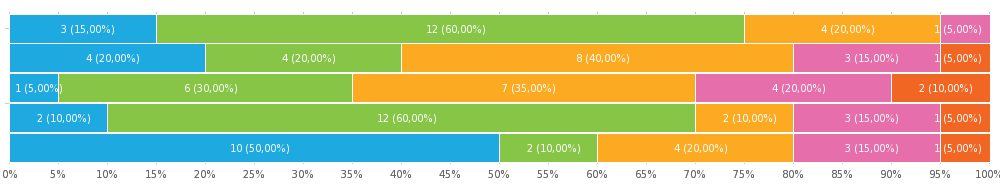 3 (15,00%) 12 (60,00%) 4 (20,00%) 1 (5,00%)
4 (20,00%) 4 (20,00%) 8 (40,00%) 3 (15,00%) 1 (5,00%)
1 (5,00%) 6 (30,00%) 7 (35,00%) 4 (20,00%) 2 (10,00%)
2 (10,00%) 12 (60,00%) 2 (10,00%) 3 (15,00%) 1 (5,00%)
10 (50,00%) 2 (10,00%) 4 (20,00%) 3 (15,00%) 1 (5,00%)
0% 5% 10% 15% 20% 25% 30% 35% 40% 45% 50% 55% 60% 65% 70% 75% 80% 85% 90% 95% 100%